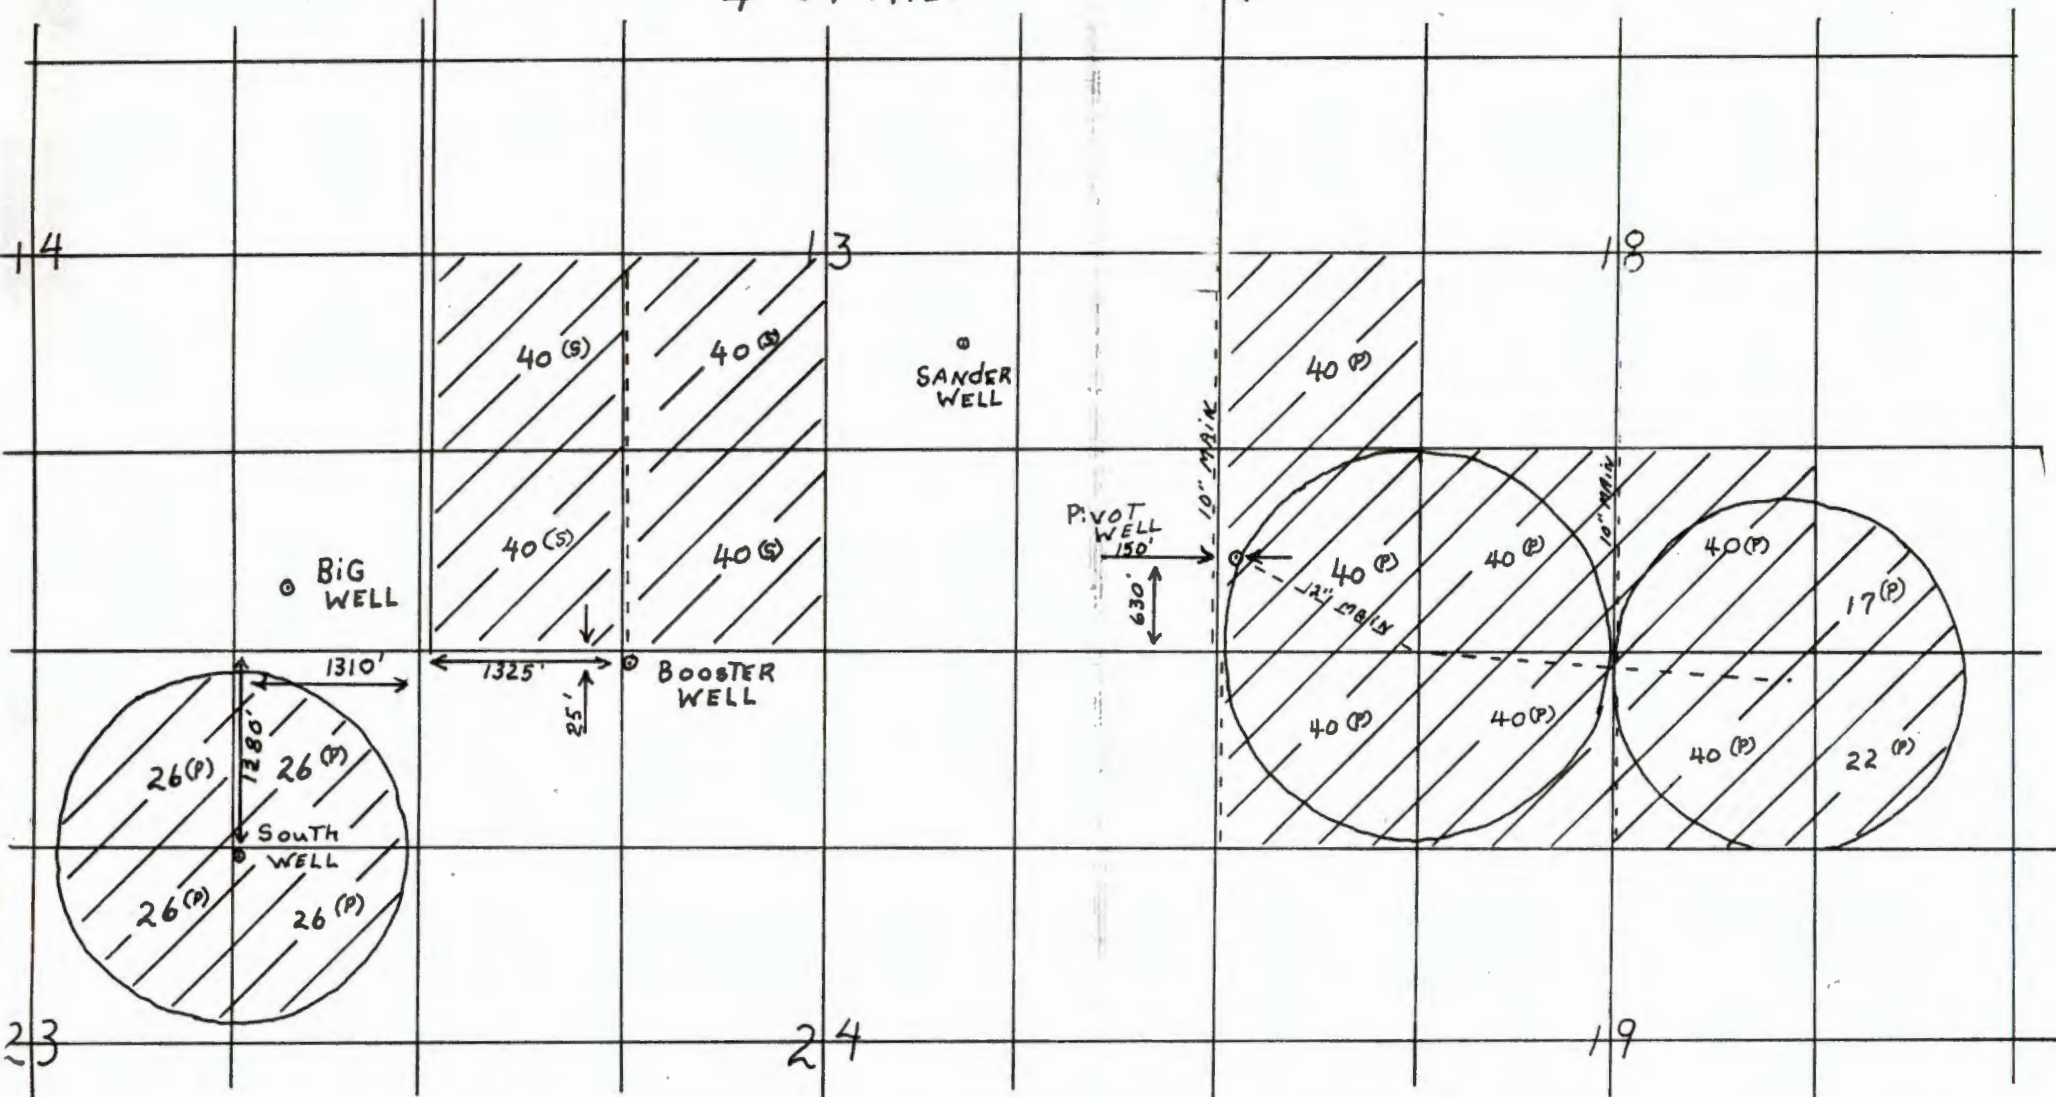 14
13
18
40 (S)
40 (S)
SANDER
WELL
40 (P)
10" MAIN
10" MAIN
40 (S)
40 (S)
PIVOT
WELL
150'
630'
40 (P)
40 (P)
40 (P)
17 (P)
12" MAIN
BIG
WELL
1310'
1325'
25'
BOOSTER
WELL
1280'
26 (P)
26 (P)
40 (P)
40 (P)
40 (P)
22 (P)
SOUTH
WELL
26 (P)
26 (P)
23
24
19